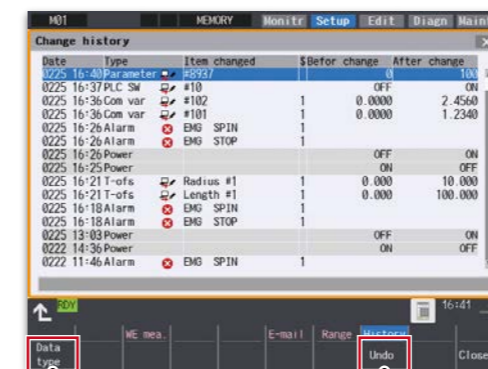 M01 MEMORY Monitr Setup Edit Diagn Maint
Change history
Date Type Item changed $Befor change After change
0225 16:40 Parameter #8937 0 100
0225 16:37 PLC SW #10 OFF ON
0225 16:36 Com var #102 1 0.0000 2.4560
0225 16:36 Com var #101 1 0.0000 1.2340
0225 16:26 Alarm EMG SPIN 1
0225 16:26 Alarm EMG STOP 1
0225 16:26 Power OFF ON
0225 16:25 Power ON OFF
0225 16:21 T-ofs Radius #1 1 0.000 10.000
0225 16:21 T-ofs Length #1 1 0.000 100.000
0225 16:18 Alarm EMG SPIN 1
0225 16:18 Alarm EMG STOP 1
0225 13:03 Power OFF ON
0222 14:36 Power ON OFF
0222 11:46 Alarm EMG SPIN 1
RDY 16:41
WE mea. E-mail Range History
Data type Undo Close